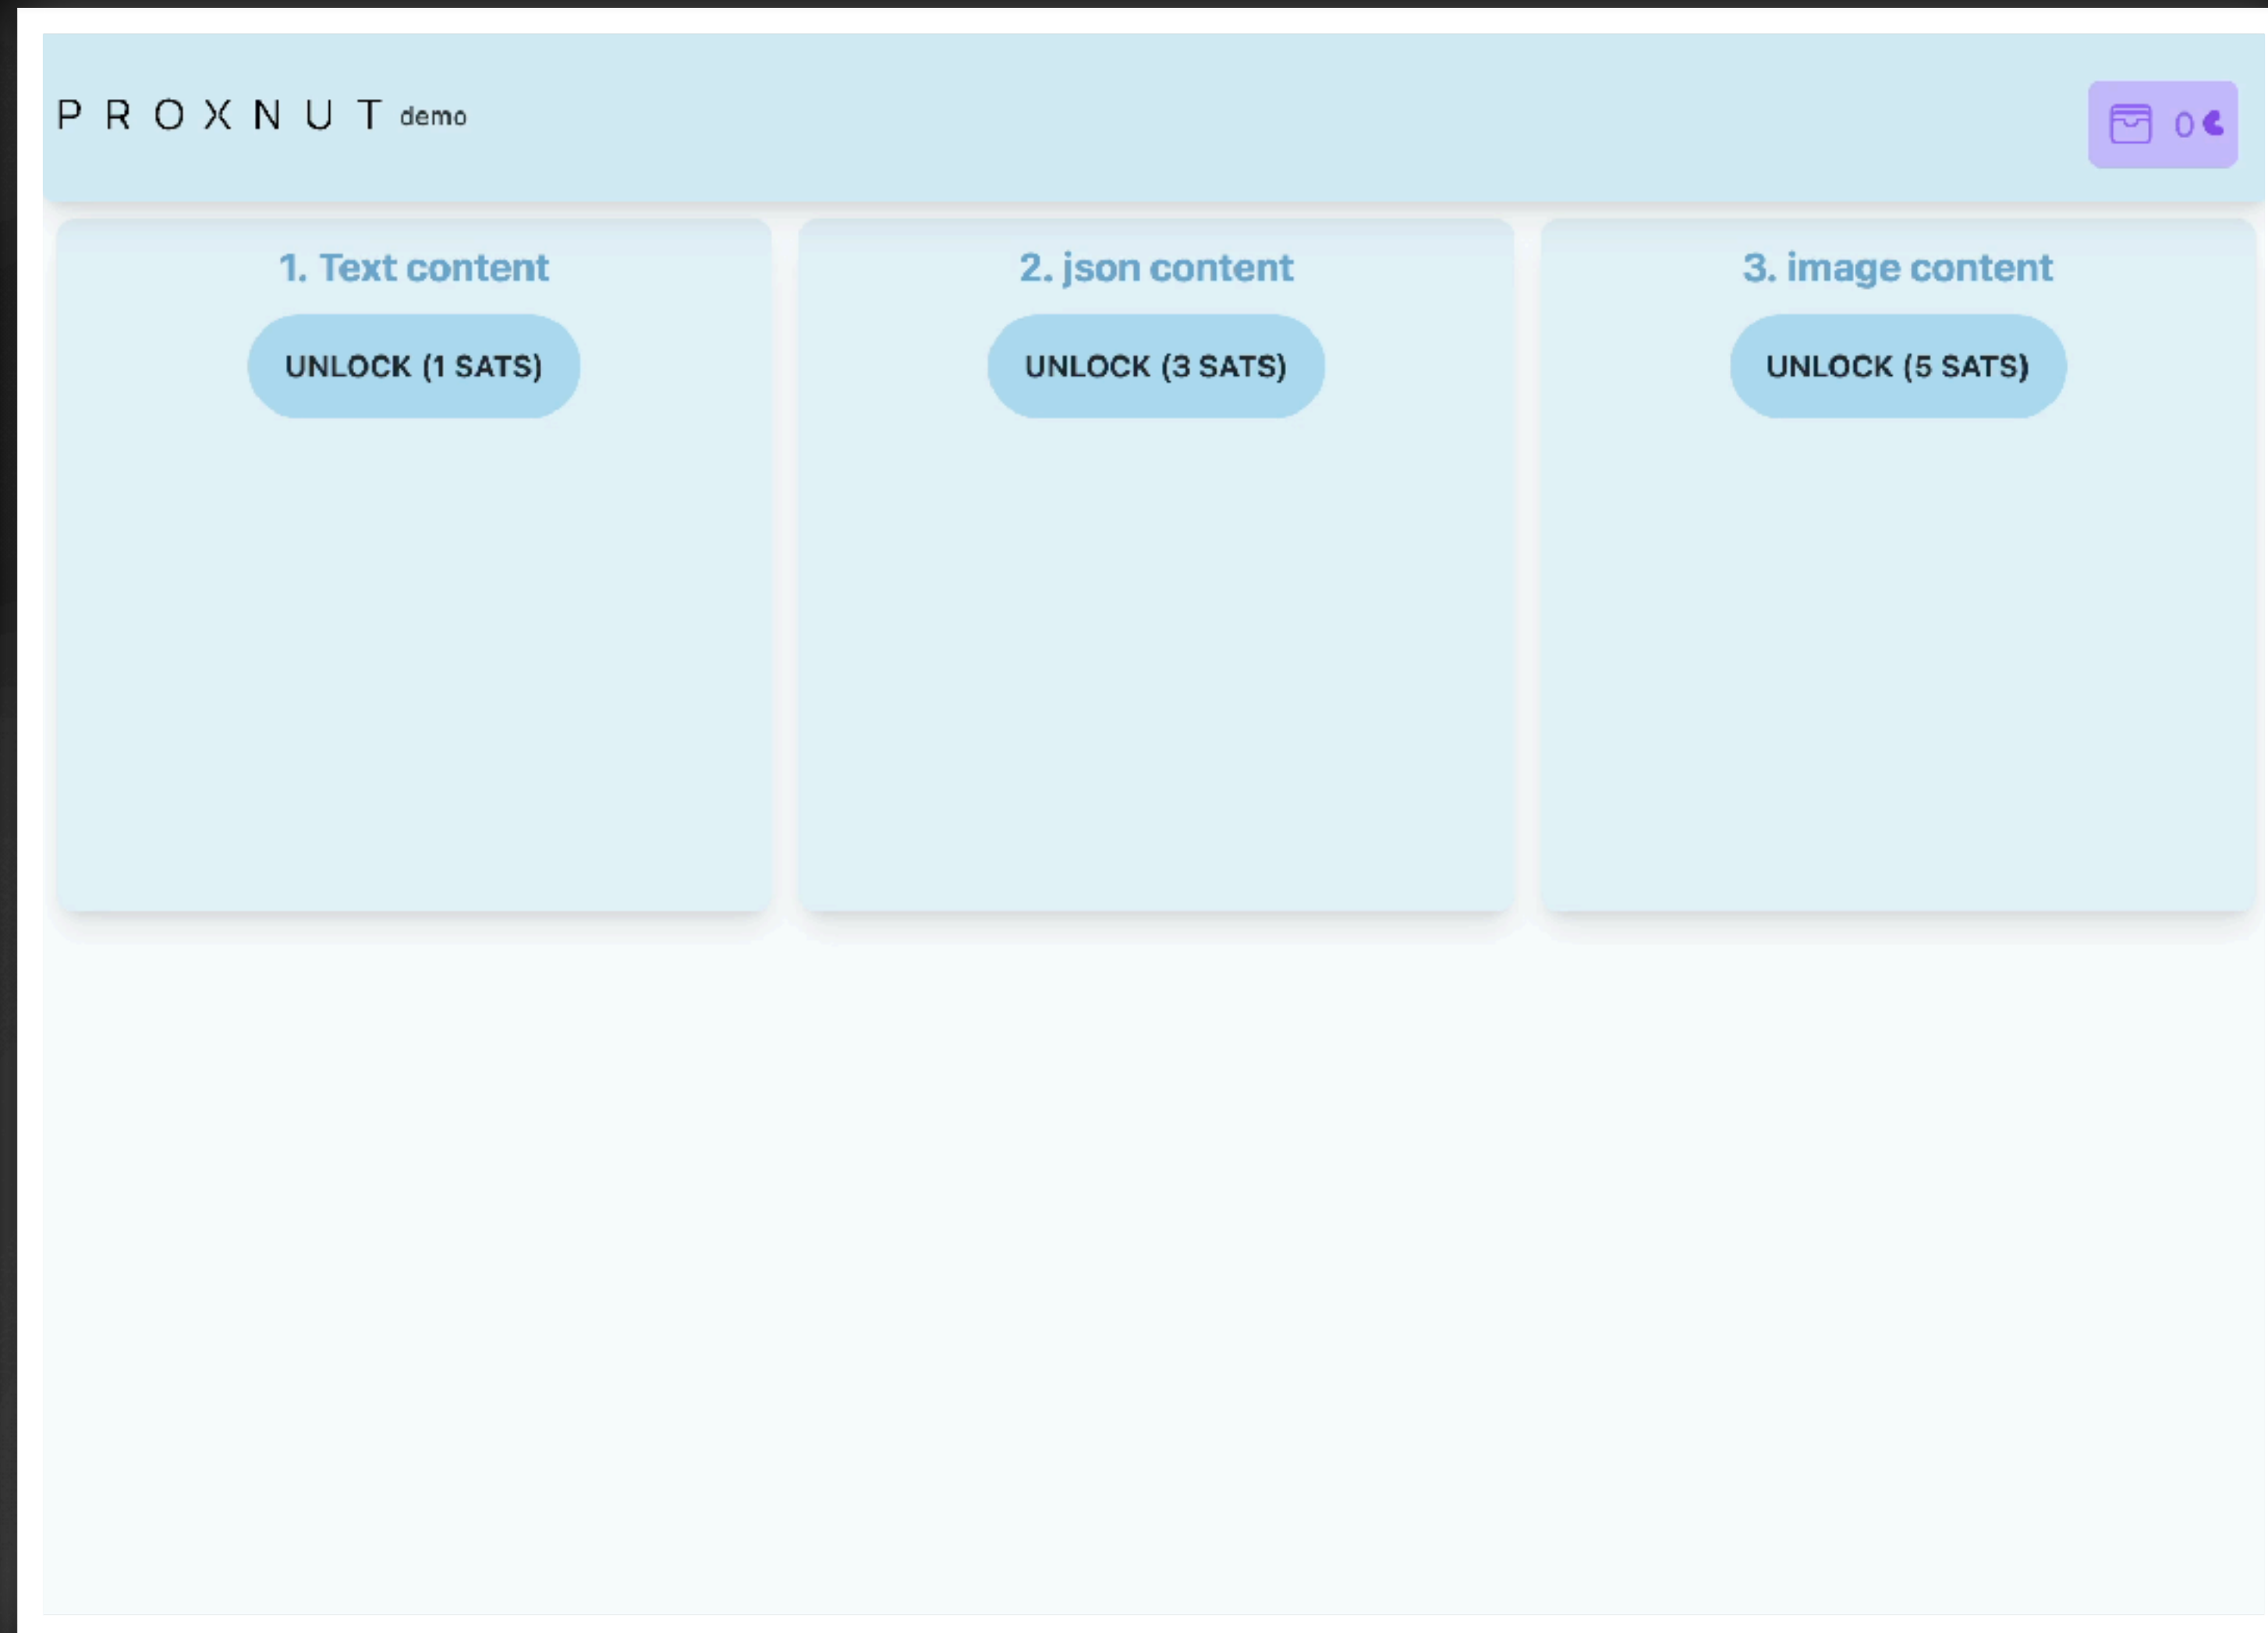 P R O X N U T demo
0
1. Text content
UNLOCK (1 SATS)
2. json content
UNLOCK (3 SATS)
3. image content
UNLOCK (5 SATS)